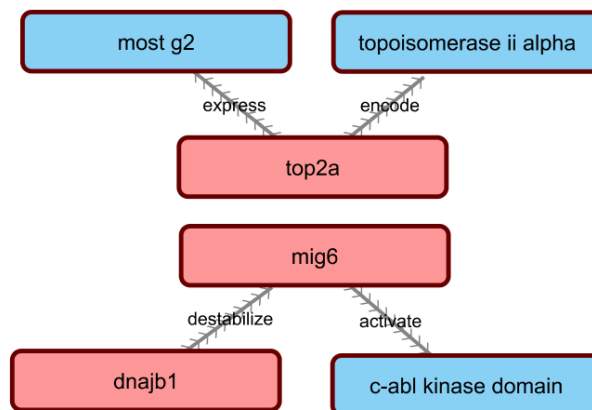 most g2
topoisomerase ii alpha
express
encode
top2a
mig6
destabilize
activate
dnajb1
c-abl kinase domain